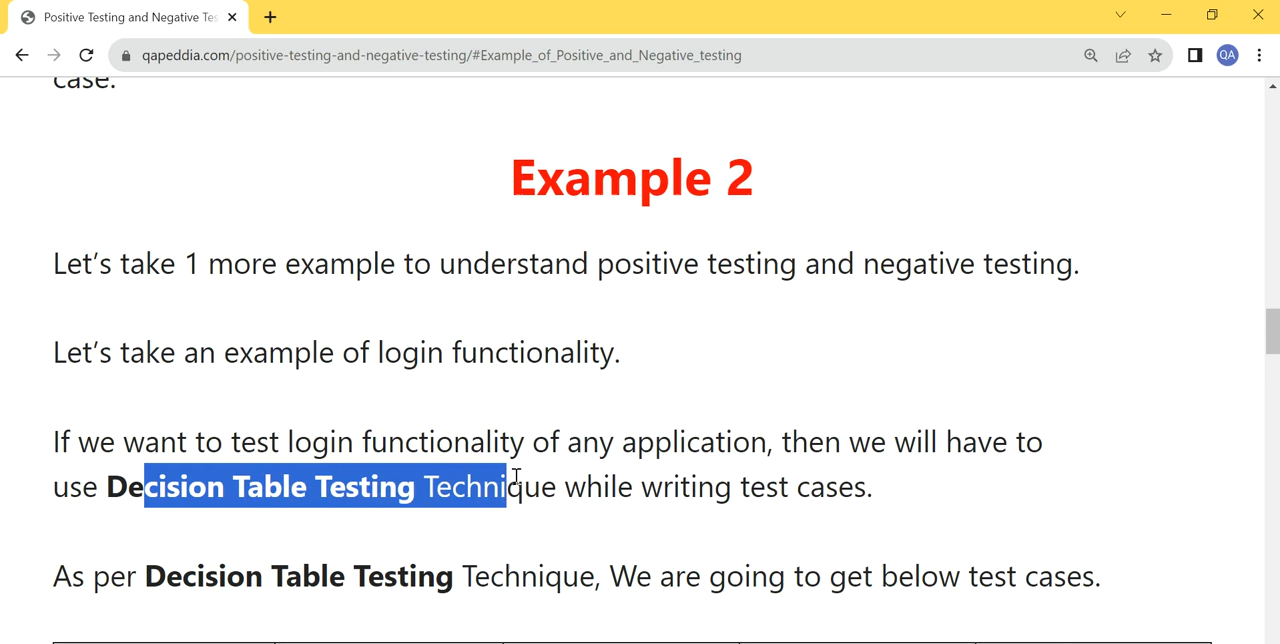 Positive Testing and Negative Tes
qapeddia.com/positive-testing-and-negative-testing/#Example_of_Positive_and_Negative_testing
QA
case.
Example 2
Let’s take 1 more example to understand positive testing and negative testing.
Let’s take an example of login functionality.
If we want to test login functionality of any application, then we will have to
use Decision Table Testing Technique while writing test cases.
As per Decision Table Testing Technique, We are going to get below test cases.